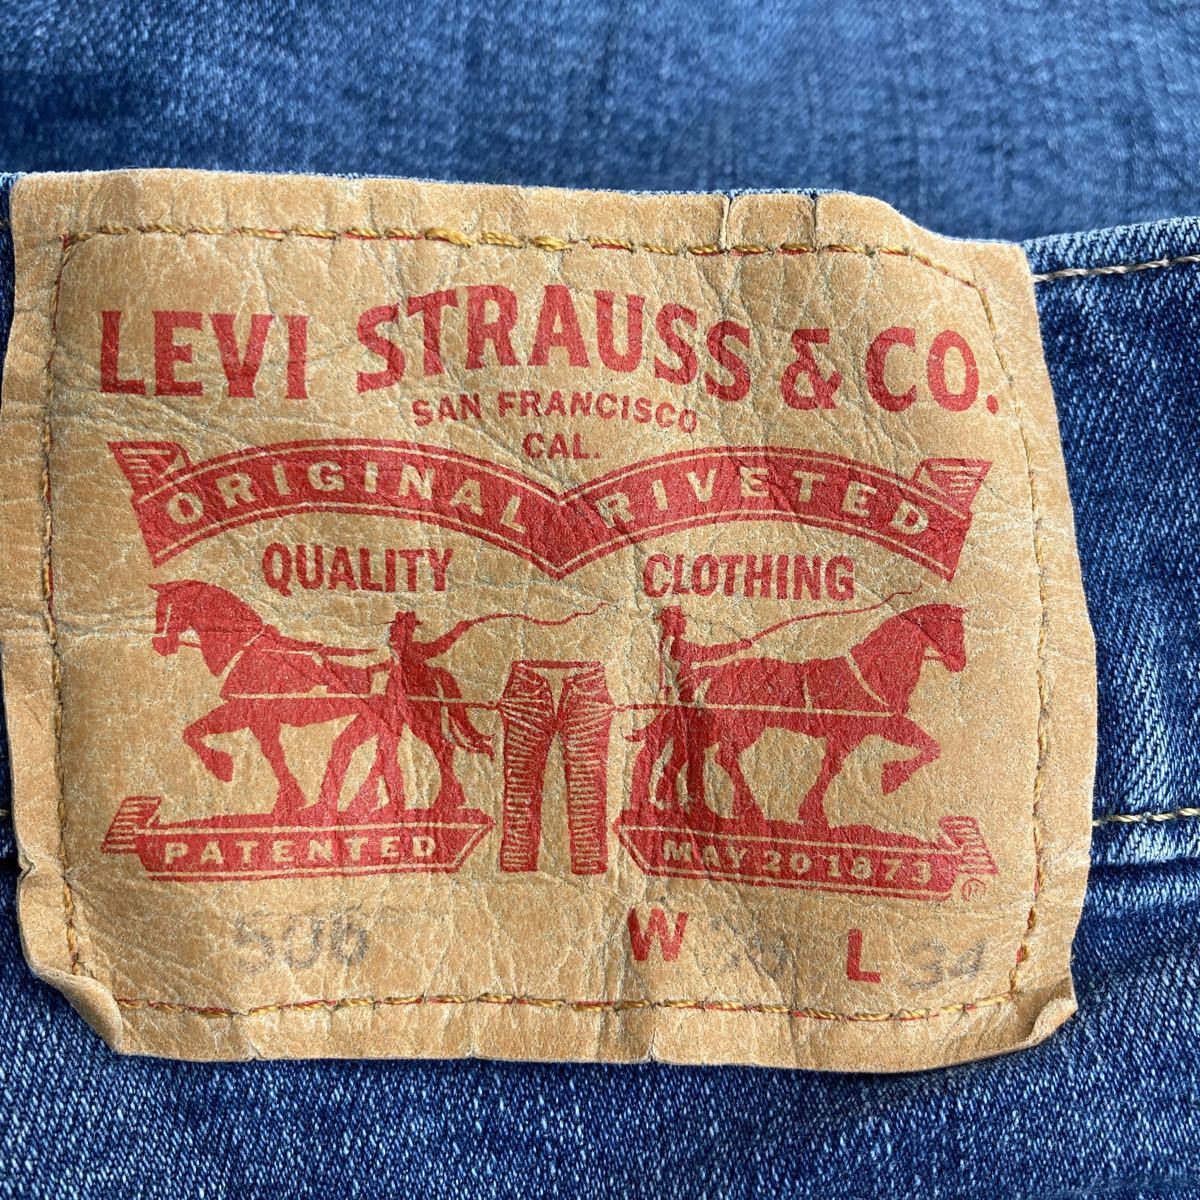 LEVI STRAUSS & CO.
SAN FRANCISCO
CAL.
ORIGINAL RIVETED
QUALITY CLOTHING
PATENTED MAY 20 1873 ®
506 W L 34